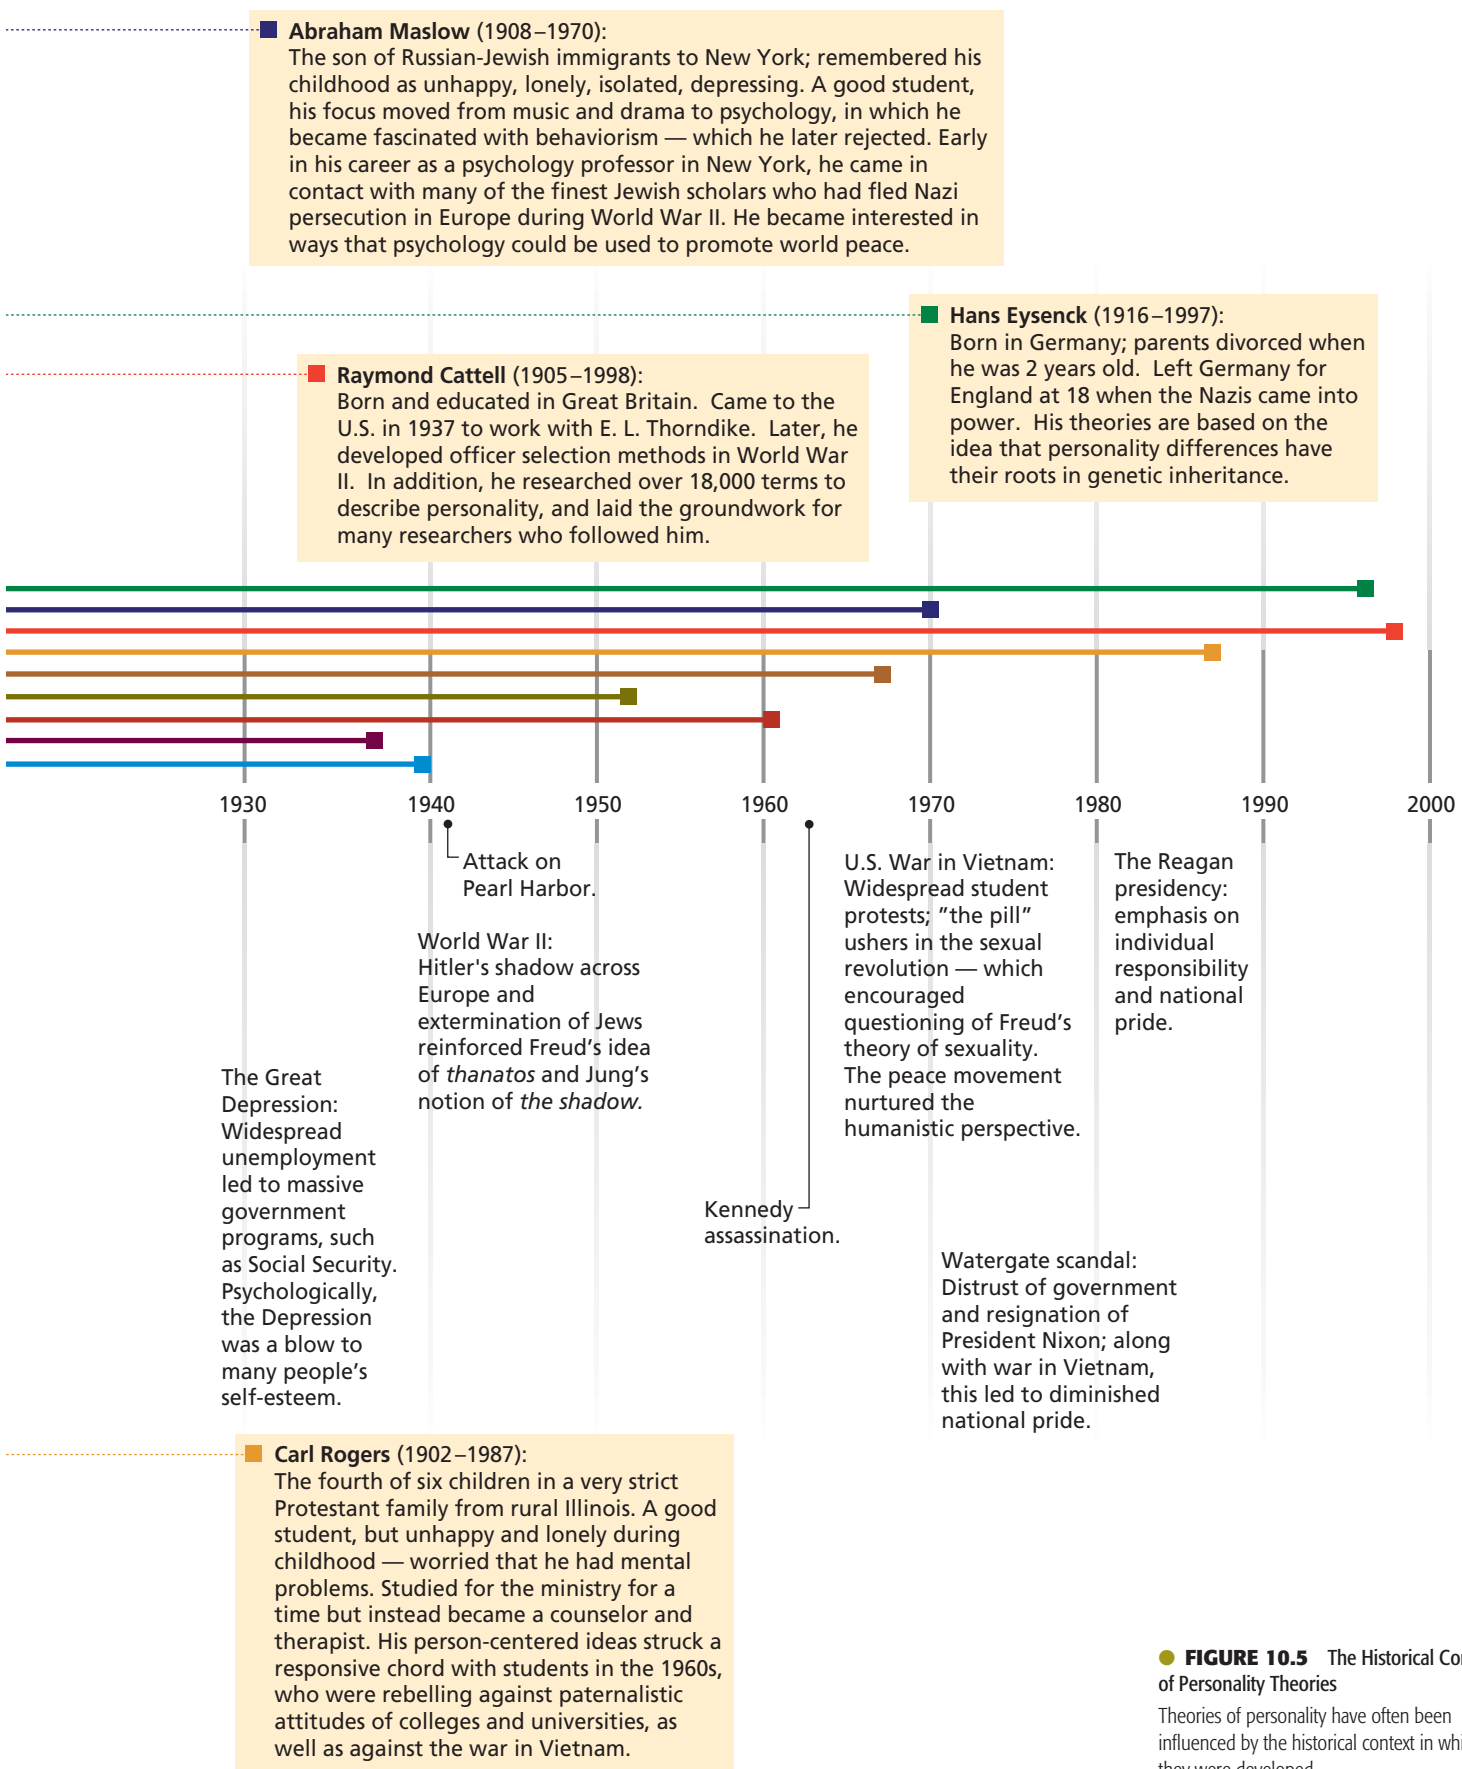 Abraham Maslow (1908–1970):
The son of Russian-Jewish immigrants to New York; remembered his
childhood as unhappy, lonely, isolated, depressing. A good student,
his focus moved from music and drama to psychology, in which he
became fascinated with behaviorism — which he later rejected. Early
in his career as a psychology professor in New York, he came in
contact with many of the finest Jewish scholars who had fled Nazi
persecution in Europe during World War II. He became interested in
ways that psychology could be used to promote world peace.
Hans Eysenck (1916–1997):
Born in Germany; parents divorced when
he was 2 years old. Left Germany for
England at 18 when the Nazis came into
power. His theories are based on the
idea that personality differences have
their roots in genetic inheritance.
Raymond Cattell (1905–1998):
Born and educated in Great Britain. Came to the
U.S. in 1937 to work with E. L. Thorndike. Later, he
developed officer selection methods in World War
II. In addition, he researched over 18,000 terms to
describe personality, and laid the groundwork for
many researchers who followed him.
1930 1940 1950 1960 1970 1980 1990 2000
Attack on
Pearl Harbor.
World War II:
Hitler's shadow across
Europe and
extermination of Jews
reinforced Freud’s idea
of thanatos and Jung’s
notion of the shadow.
U.S. War in Vietnam:
Widespread student
protests; ”the pill”
ushers in the sexual
revolution — which
encouraged
questioning of Freud’s
theory of sexuality.
The peace movement
nurtured the
humanistic perspective.
The Reagan
presidency:
emphasis on
individual
responsibility
and national
pride.
The Great
Depression:
Widespread
unemployment
led to massive
government
programs, such
as Social Security.
Psychologically,
the Depression
was a blow to
many people’s
self-esteem.
Kennedy
assassination.
Watergate scandal:
Distrust of government
and resignation of
President Nixon; along
with war in Vietnam,
this led to diminished
national pride.
Carl Rogers (1902–1987):
The fourth of six children in a very strict
Protestant family from rural Illinois. A good
student, but unhappy and lonely during
childhood — worried that he had mental
problems. Studied for the ministry for a
time but instead became a counselor and
therapist. His person-centered ideas struck a
responsive chord with students in the 1960s,
who were rebelling against paternalistic
attitudes of colleges and universities, as
well as against the war in Vietnam.
FIGURE 10.5 The Historical
of Personality Theories
Theories of personality have often been
influenced by the historical context in
they were developed